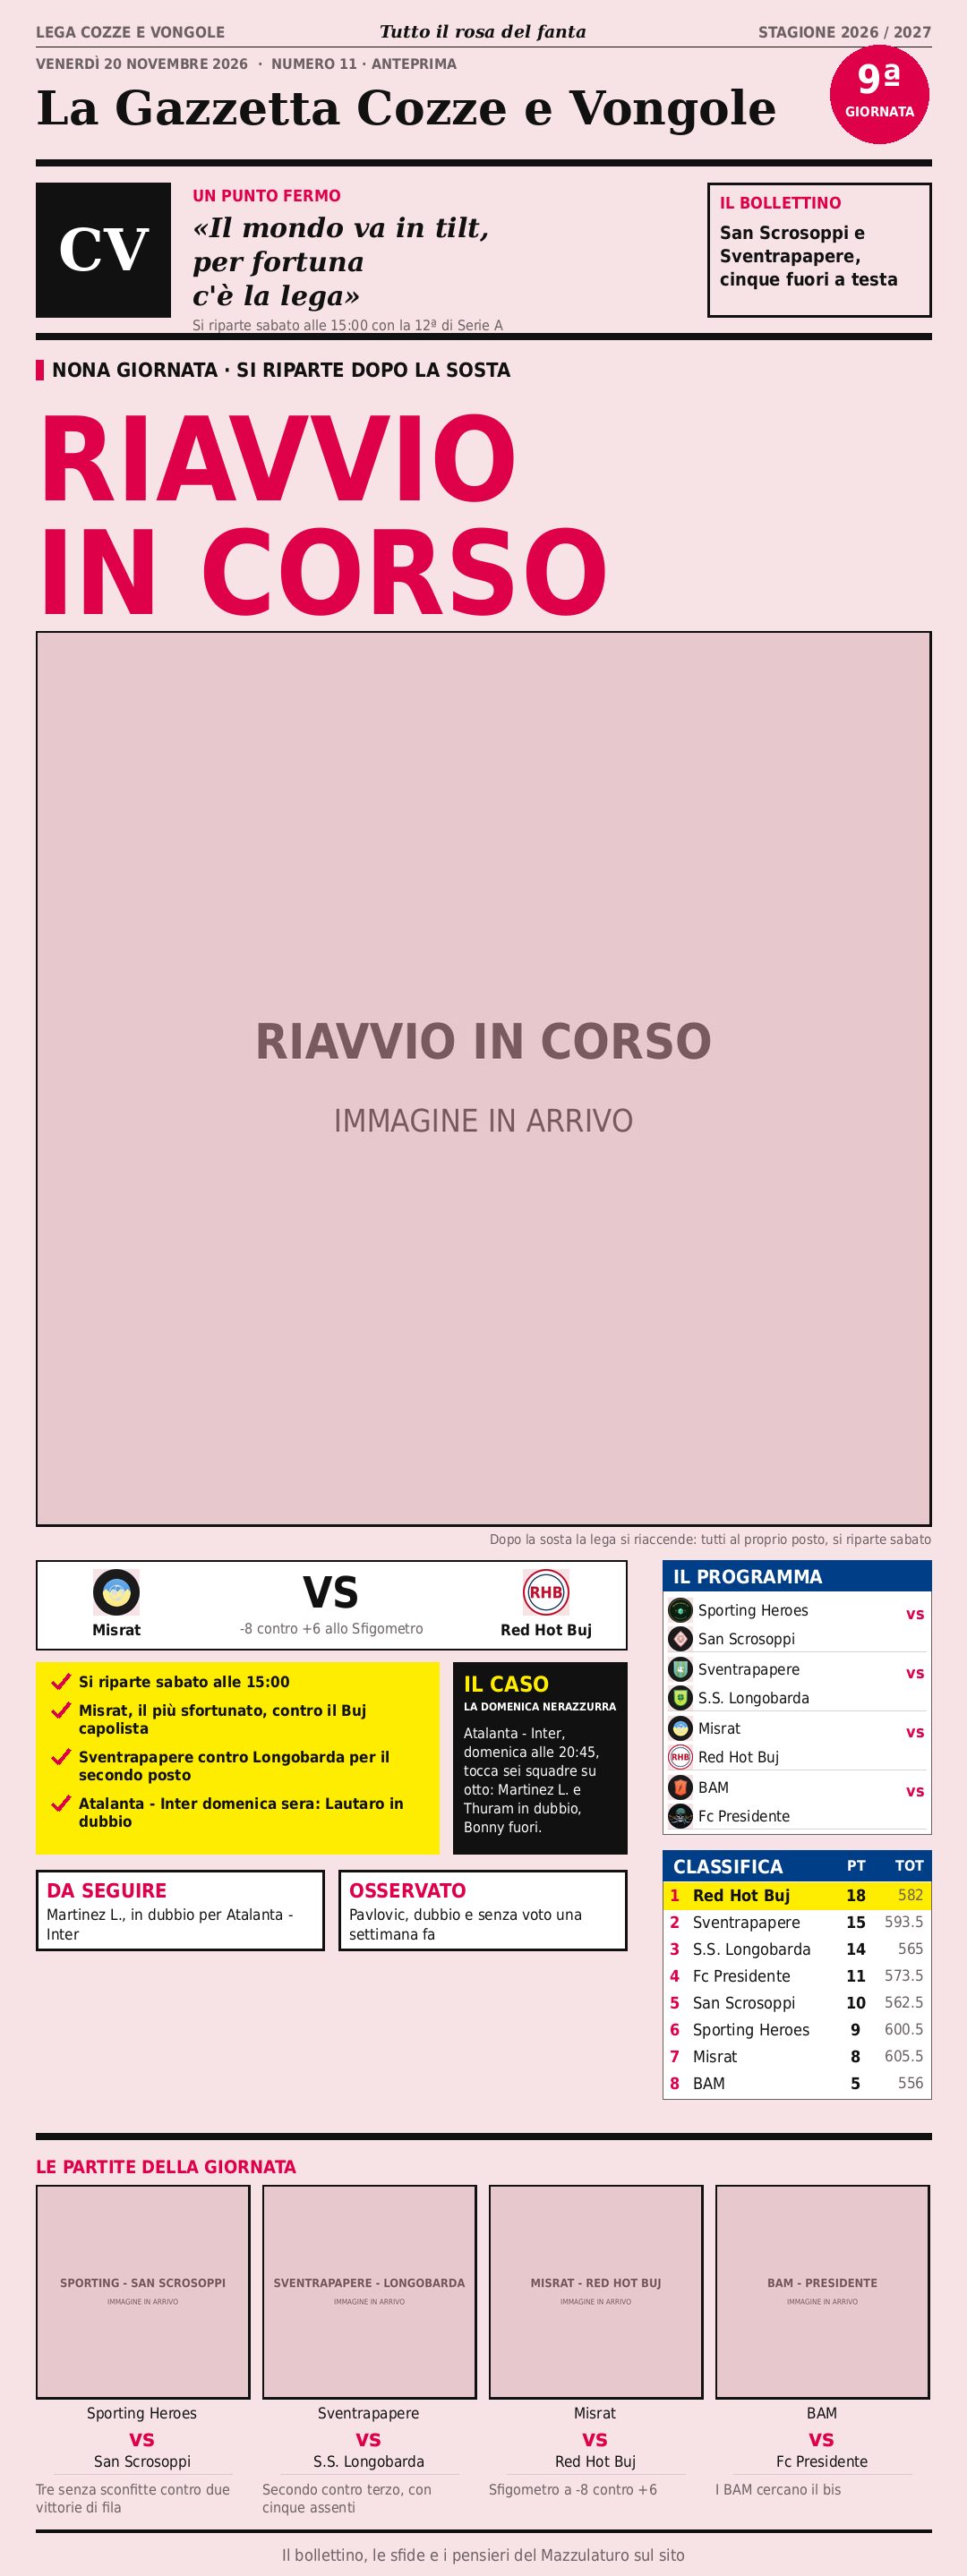 LEGA COZZE E VONGOLE
Tutto il rosa del fanta
STAGIONE 2026 / 2027
VENERDÌ 20 NOVEMBRE 2026 · NUMERO 11 · ANTEPRIMA
La Gazzetta Cozze e Vongole
9ª
GIORNATA
CV
UN PUNTO FERMO
«Il mondo va in tilt,
per fortuna
c'è la lega»
Si riparte sabato alle 15:00 con la 12ª di Serie A
IL BOLLETTINO
San Scrosoppi e
Sventrapapere,
cinque fuori a testa
NONA GIORNATA · SI RIPARTE DOPO LA SOSTA
RIAVVIO
IN CORSO
RIAVVIO IN CORSO
IMMAGINE IN ARRIVO
Dopo la sosta la lega si riaccende: tutti al proprio posto, si riparte sabato
Misrat
VS
-8 contro +6 allo Sfigometro
RHB
Red Hot Buj
Si riparte sabato alle 15:00
Misrat, il più sfortunato, contro il Buj
capolista
Sventrapapere contro Longobarda per il
secondo posto
Atalanta - Inter domenica sera: Lautaro in
dubbio
IL CASO
LA DOMENICA NERAZZURRA
Atalanta - Inter,
domenica alle 20:45,
tocca sei squadre su
otto: Martinez L. e
Thuram in dubbio,
Bonny fuori.
DA SEGUIRE
Martinez L., in dubbio per Atalanta -
Inter
OSSERVATO
Pavlovic, dubbio e senza voto una
settimana fa
IL PROGRAMMA
Sporting Heroes
vs
San Scrosoppi
Sventrapapere
vs
S.S. Longobarda
Misrat
vs
RHB Red Hot Buj
BAM
vs
Fc Presidente
CLASSIFICA PT TOT
1 Red Hot Buj 18 582
2 Sventrapapere 15 593.5
3 S.S. Longobarda 14 565
4 Fc Presidente 11 573.5
5 San Scrosoppi 10 562.5
6 Sporting Heroes 9 600.5
7 Misrat 8 605.5
8 BAM 5 556
LE PARTITE DELLA GIORNATA
SPORTING - SAN SCROSOPPI
IMMAGINE IN ARRIVO
Sporting Heroes
VS
San Scrosoppi
Tre senza sconfitte contro due
vittorie di fila
SVENTRAPAPERE - LONGOBARDA
IMMAGINE IN ARRIVO
Sventrapapere
VS
S.S. Longobarda
Secondo contro terzo, con
cinque assenti
MISRAT - RED HOT BUJ
IMMAGINE IN ARRIVO
Misrat
VS
Red Hot Buj
Sfigometro a -8 contro +6
BAM - PRESIDENTE
IMMAGINE IN ARRIVO
BAM
VS
Fc Presidente
I BAM cercano il bis
Il bollettino, le sfide e i pensieri del Mazzulaturo sul sito